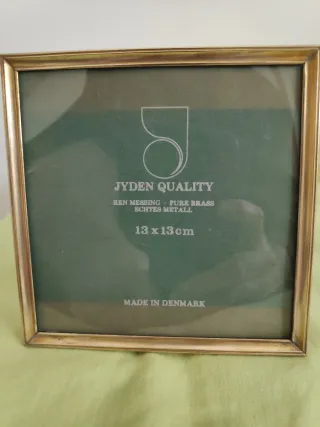 JYDEN QUALITY
REN MESSING - PURE BRASS
ECHTES METALL
13 x 13 cm
MADE IN DENMARK